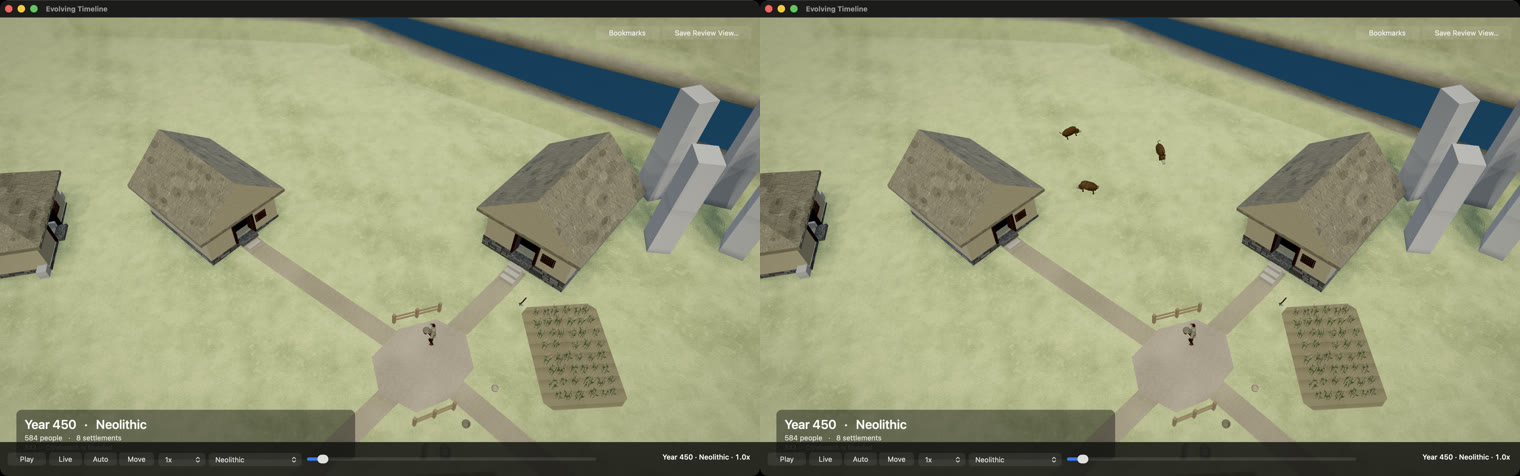 Evolving Timeline
Bookmarks Save Review View...
Year 450 · Neolithic
584 people · 8 settlements
Play Live Auto Move 1x Neolithic Year 450 · Neolithic · 1.0x
Evolving Timeline
Bookmarks Save Review View...
Year 450 · Neolithic
584 people · 8 settlements
Play Live Auto Move 1x Neolithic Year 450 · Neolithic · 1.0x